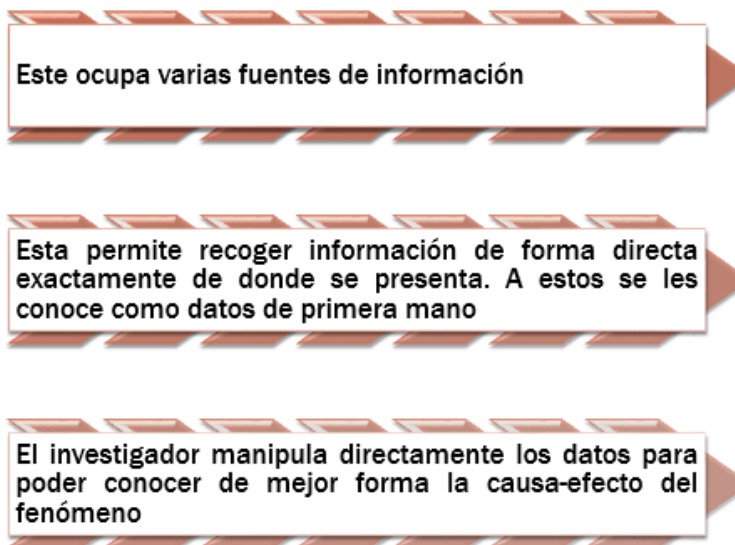 Este ocupa varias fuentes de información
Esta permite recoger información de forma directa
exactamente de donde se presenta. A estos se les
conoce como datos de primera mano
El investigador manipula directamente los datos para
poder conocer de mejor forma la causa-efecto del
fenómeno